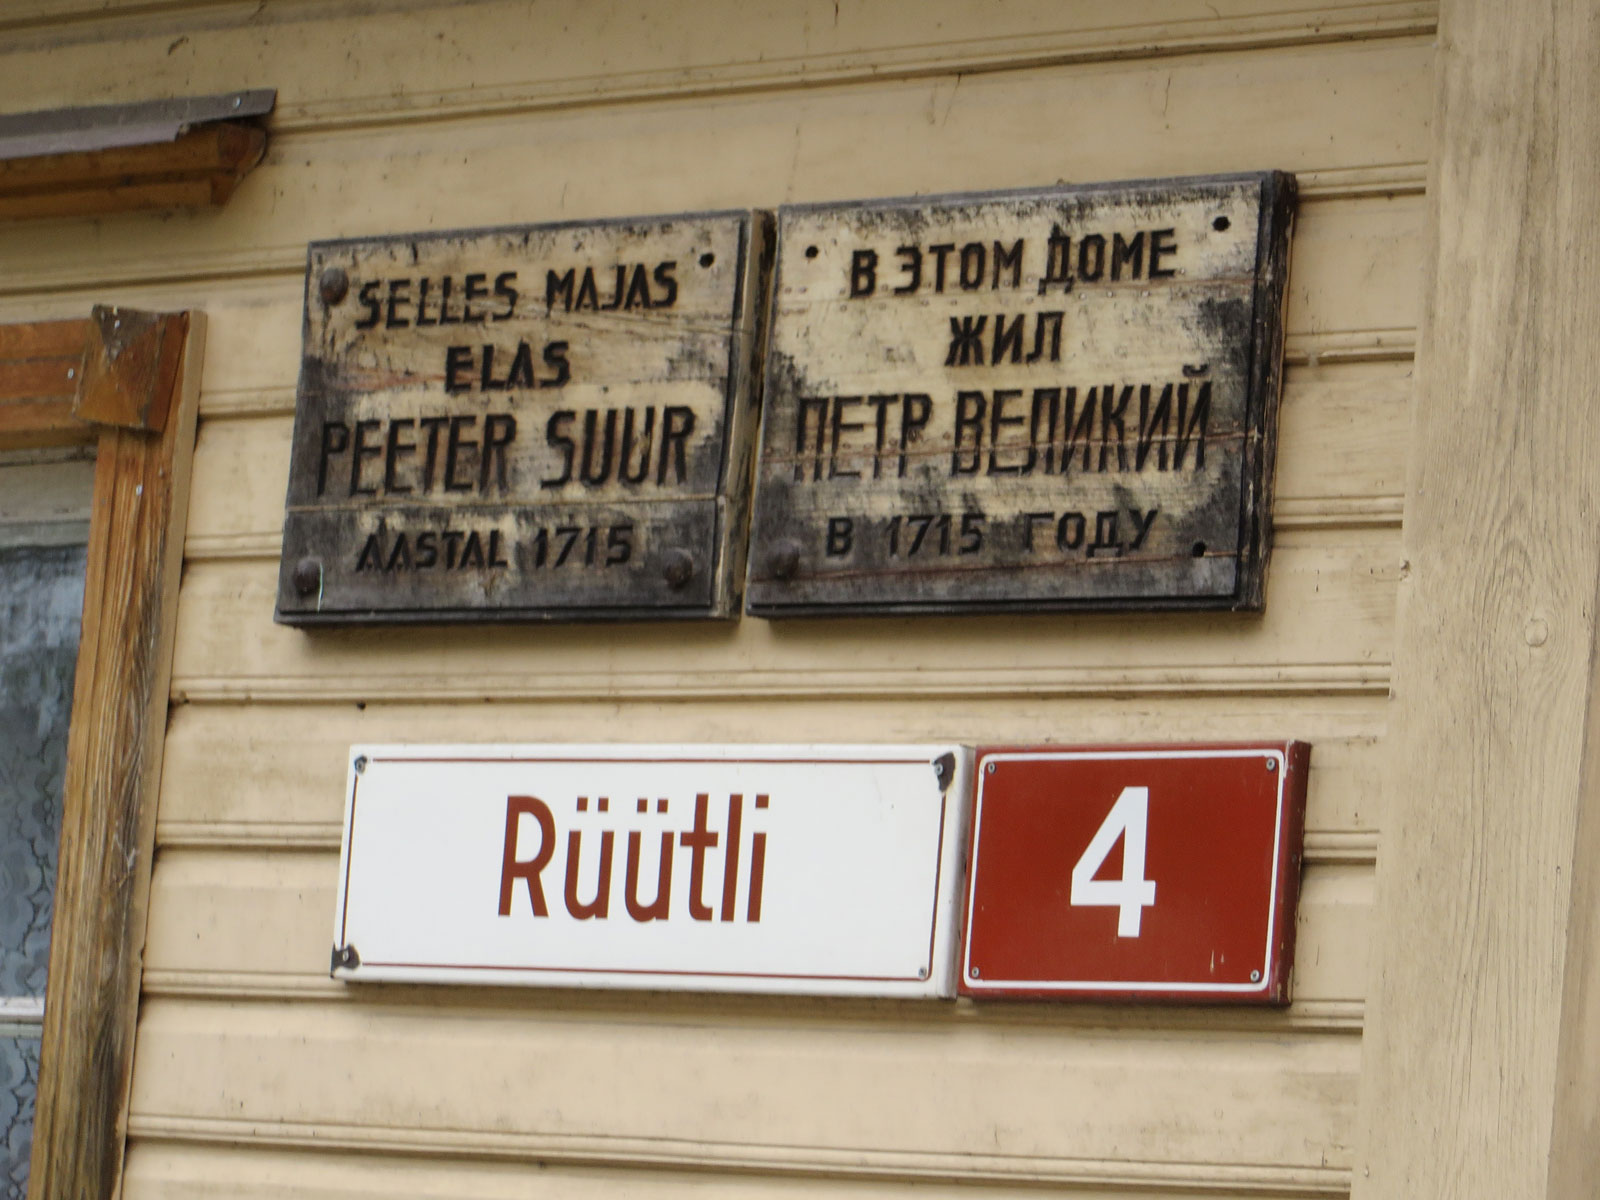 SELLES MAJAS
ELAS
PEETER SUUR
AASTAL 1715
В ЭТОМ ДОМЕ
ЖИЛ
ПЕТР ВЕЛИКИЙ
В 1715 ГОДУ
Rüütli
4